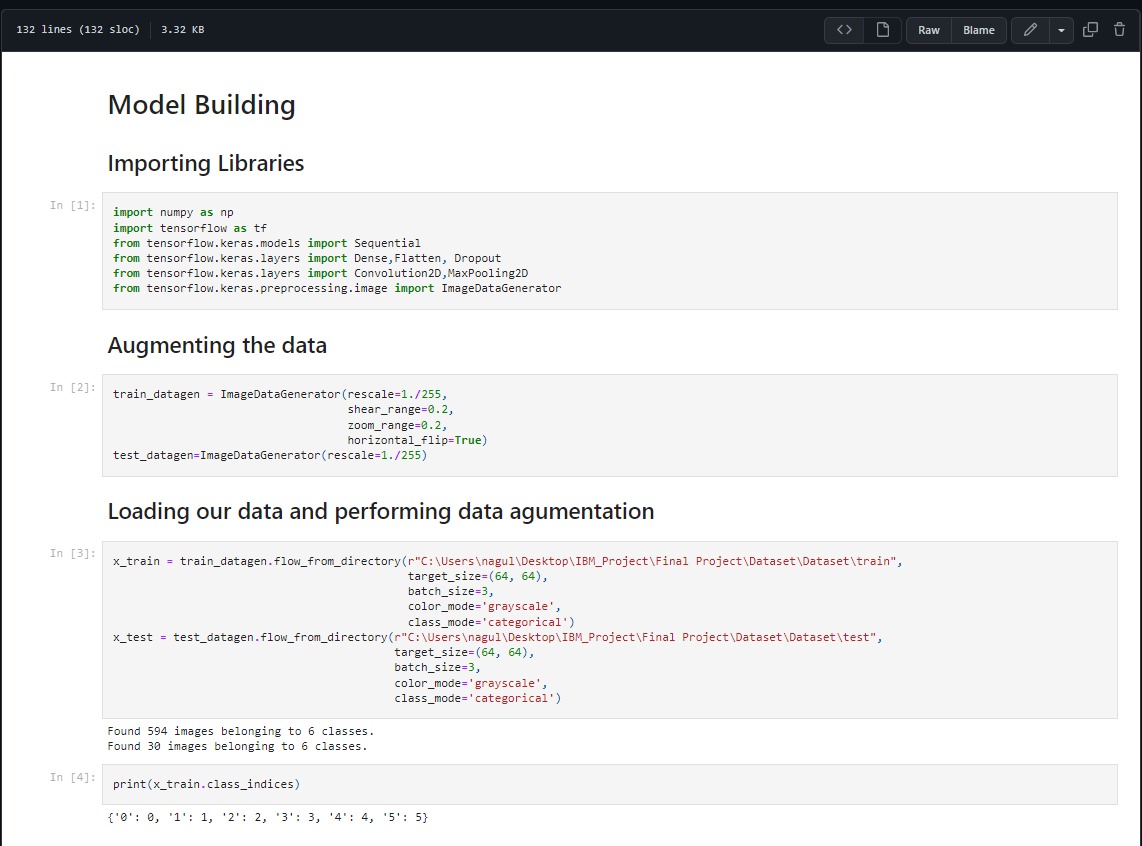 132 lines (132 sloc) 3.32 KB Raw Blame
Model Building
Importing Libraries
In [1]:
import numpy as np
import tensorflow as tf
from tensorflow.keras.models import Sequential
from tensorflow.keras.layers import Dense,Flatten, Dropout
from tensorflow.keras.layers import Convolution2D,MaxPooling2D
from tensorflow.keras.preprocessing.image import ImageDataGenerator
Augmenting the data
In [2]:
train_datagen = ImageDataGenerator(rescale=1./255,
shear_range=0.2,
zoom_range=0.2,
horizontal_flip=True)
test_datagen=ImageDataGenerator(rescale=1./255)
Loading our data and performing data agumentation
In [3]:
x_train = train_datagen.flow_from_directory(r"C:\Users\nagul\Desktop\IBM_Project\Final Project\Dataset\Dataset\train",
target_size=(64, 64),
batch_size=3,
color_mode='grayscale',
class_mode='categorical')
x_test = test_datagen.flow_from_directory(r"C:\Users\nagul\Desktop\IBM_Project\Final Project\Dataset\Dataset\test",
target_size=(64, 64),
batch_size=3,
color_mode='grayscale',
class_mode='categorical')
Found 594 images belonging to 6 classes.
Found 30 images belonging to 6 classes.
In [4]:
print(x_train.class_indices)
{'0': 0, '1': 1, '2': 2, '3': 3, '4': 4, '5': 5}